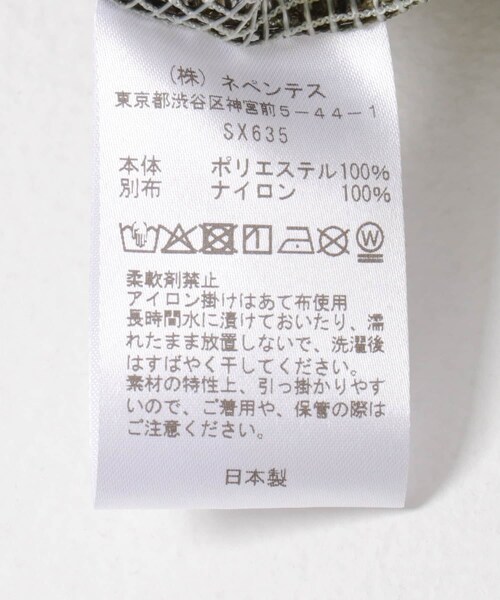 (株) ネペンテス
東京都渋谷区神宮前5-44-1
SX635
本体 ポリエステル100%
別布 ナイロン 100%
W
柔軟剤禁止
アイロン掛けはあて布使用
長時間水に漬けておいたり、濡
れたまま放置しないで、洗濯後
はすばやく干してください。
素材の特性上、引っ掛かりやす
いので、ご着用や、保管の際は
ご注意ください。
日本製